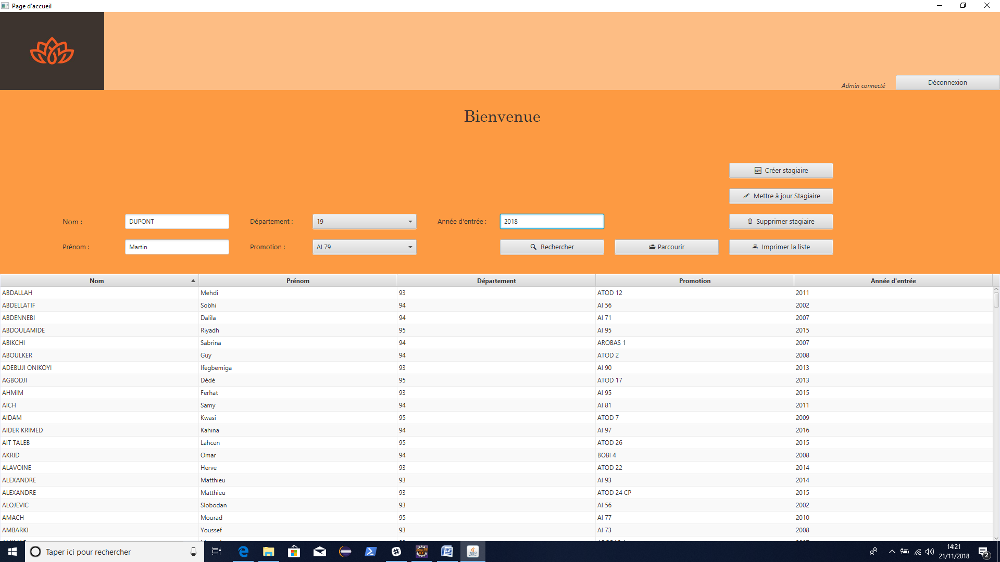 Page d'accueil
Admin connecté
Déconnexion
Bienvenue
Créer stagiaire
Mettre à jour Stagiaire
Nom : DUPONT Département : 19 Année d'entrée : 2018 Supprimer stagiaire
Prénom : Martin Promotion : AI 79 Rechercher Parcourir Imprimer la liste
Nom Prénom Département Promotion Année d'entrée
ABDALLAH Mehdi 93 ATOD 12 2011
ABDELLATIF Sobhi 94 AI 56 2002
ABDENNEBI Dalila 94 AI 71 2007
ABDOULAMIDE Riyadh 95 AI 95 2015
ABIKCHI Sabrina 94 AROBAS 1 2007
ABOULKER Guy 94 ATOD 2 2008
ADEBUJI ONIKOYI Ifegbemiga 93 AI 90 2013
AGBODJI Dédé 95 ATOD 17 2013
AHMIM Ferhat 93 AI 95 2015
AICH Samy 94 AI 81 2011
AIDAM Kwasi 95 ATOD 7 2009
AIDER KRIMED Kahina 94 AI 97 2016
AIT TALEB Lahcen 95 ATOD 26 2015
AKRID Omar 94 BOBI 4 2008
ALAVOINE Herve 93 ATOD 22 2014
ALEXANDRE Matthieu 93 AI 93 2014
ALEXANDRE Matthieu 93 ATOD 24 CP 2015
ALOJEVIC Slobodan 93 AI 56 2002
AMACH Mourad 95 AI 77 2010
AMBARKI Youssef 93 AI 73 2008
Taper ici pour rechercher
14:21
21/11/2018
2